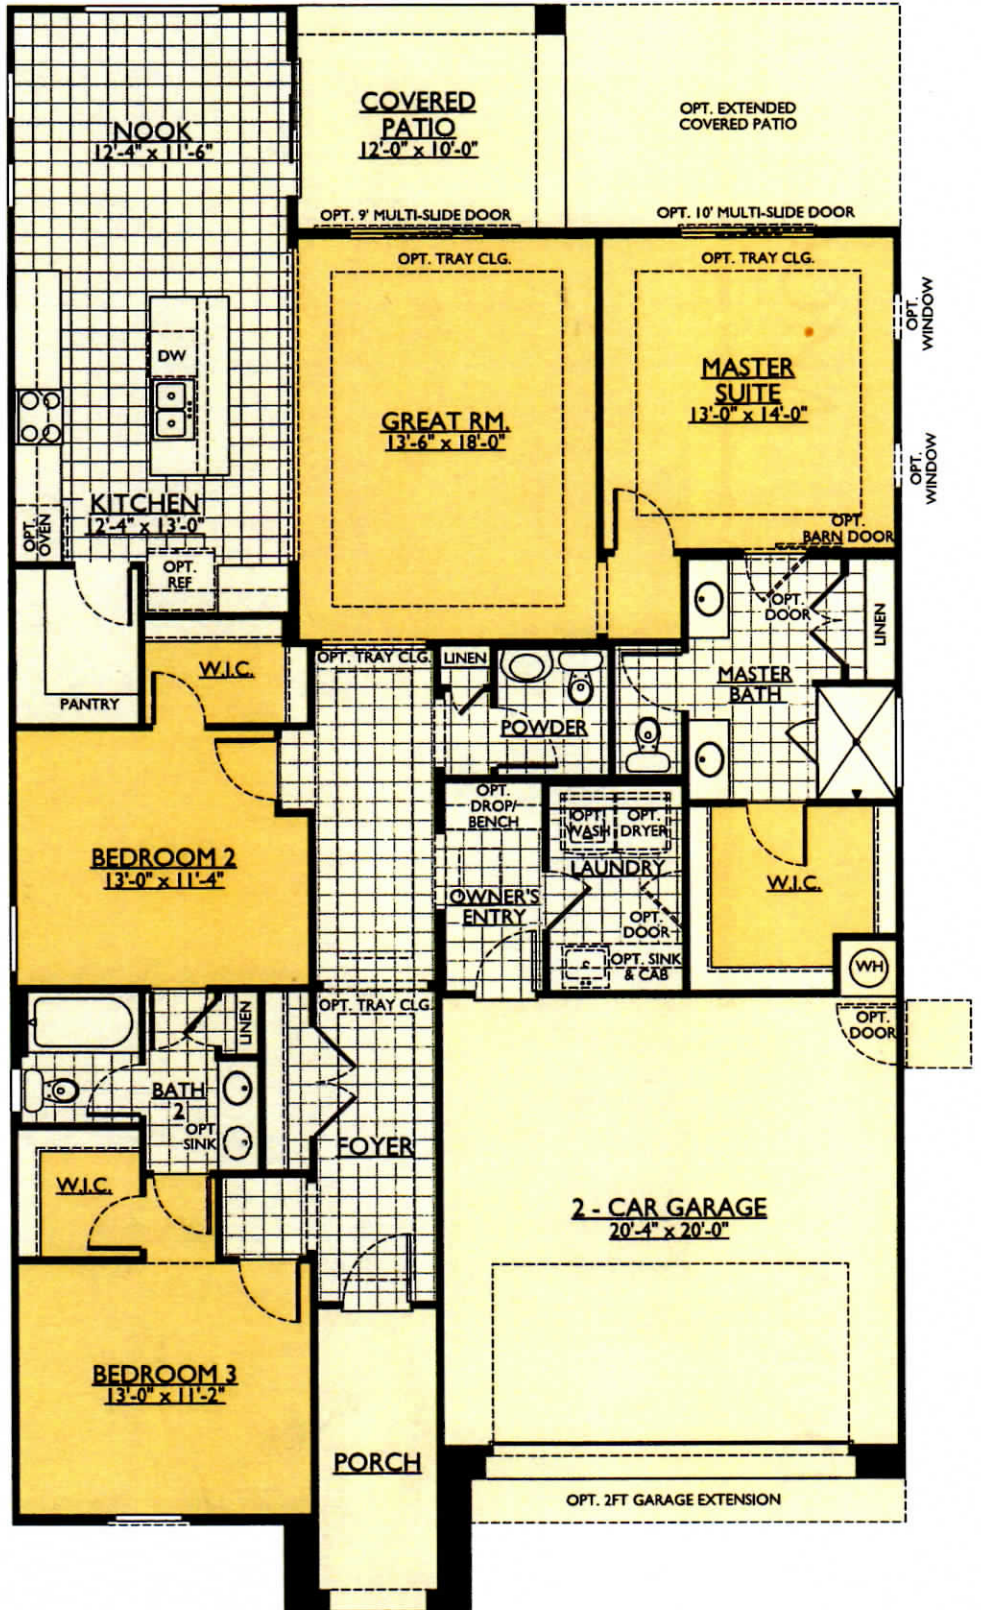 NOOK
12'-4" x 11'-6"
COVERED
PATIO
12'-0" x 10'-0"
OPT. EXTENDED
COVERED PATIO
OPT. 9' MULTI-SLIDE DOOR
OPT. 10' MULTI-SLIDE DOOR
OPT. TRAY CLG.
OPT. TRAY CLG.
OPT.
WINDOW
DW
GREAT RM.
13'-6" x 18'-0"
MASTER
SUITE
13'-0" x 14'-0"
OPT.
WINDOW
KITCHEN
12'-4" x 13'-0"
OPT.
OVEN
OPT.
BARN DOOR
OPT.
REF
OPT.
DOOR
LINEN
PANTRY
W.I.C.
OPT. TRAY CLG.
LINEN
POWDER
MASTER
BATH
OPT.
DROP/
BENCH
OPT.
WASH
OPT.
DRYER
LAUNDRY
BEDROOM 2
13'-0" x 11'-4"
OWNER'S
ENTRY
W.I.C.
OPT.
DOOR
OPT. SINK
& CAB
S
WH
OPT. TRAY CLG.
LINEN
OPT.
DOOR
BATH
2
OPT
SINK
FOYER
W.I.C.
2 - CAR GARAGE
20'-4" x 20'-0"
BEDROOM 3
13'-0" x 11'-2"
PORCH
OPT. 2FT GARAGE EXTENSION